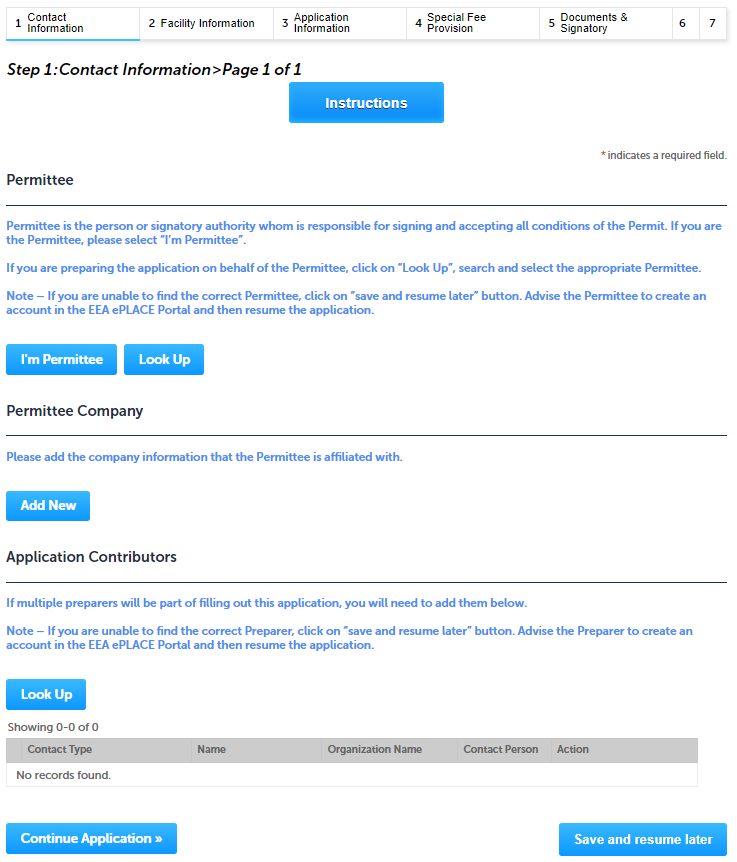 1 Contact Information
2 Facility Information
3 Application Information
4 Special Fee Provision
5 Documents & Signatory
6
7
Step 1:Contact Information>Page 1 of 1
Instructions
* indicates a required field.
Permittee
Permittee is the person or signatory authority whom is responsible for signing and accepting all conditions of the Permit. If you are
the Permittee, please select "I'm Permittee".
If you are preparing the application on behalf of the Permittee, click on "Look Up", search and select the appropriate Permittee.
Note – If you are unable to find the correct Permittee, click on "save and resume later" button. Advise the Permittee to create an
account in the EEA ePLACE Portal and then resume the application.
I'm Permittee
Look Up
Permittee Company
Please add the company information that the Permittee is affiliated with.
Add New
Application Contributors
If multiple preparers will be part of filling out this application, you will need to add them below.
Note – If you are unable to find the correct Preparer, click on "save and resume later" button. Advise the Preparer to create an
account in the EEA ePLACE Portal and then resume the application.
Look Up
Showing 0-0 of 0
Contact Type Name Organization Name Contact Person Action
No records found.
Continue Application »
Save and resume later